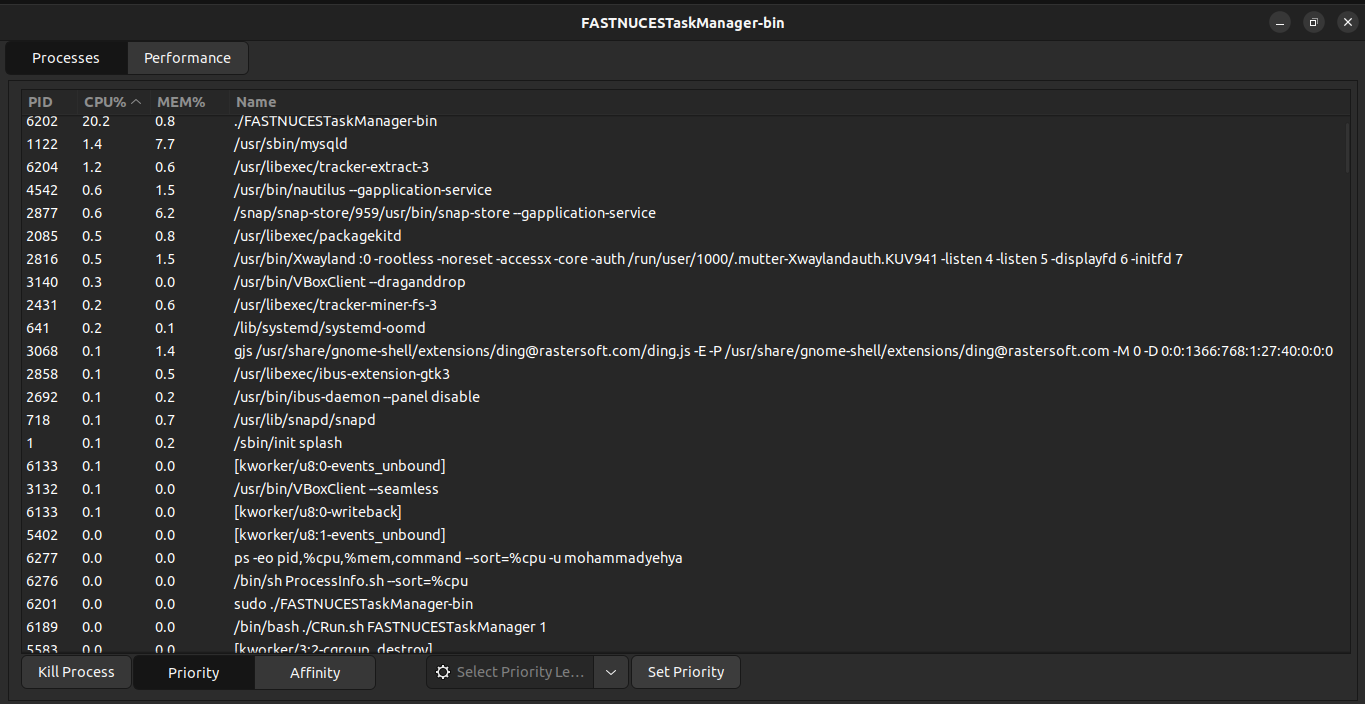 FASTNUCESTaskManager-bin
Processes Performance
PID CPU% MEM% Name
6202 20.2 0.8 ./FASTNUCESTaskManager-bin
1122 1.4 7.7 /usr/sbin/mysqld
6204 1.2 0.6 /usr/libexec/tracker-extract-3
4542 0.6 1.5 /usr/bin/nautilus --gapplication-service
2877 0.6 6.2 /snap/snap-store/959/usr/bin/snap-store --gapplication-service
2085 0.5 0.8 /usr/libexec/packagekitd
2816 0.5 1.5 /usr/bin/Xwayland :0 -rootless -noreset -accessx -core -auth /run/user/1000/.mutter-Xwaylandauth.KUV941 -listen 4 -listen 5 -displayfd 6 -initfd 7
3140 0.3 0.0 /usr/bin/VBoxClient --draganddrop
2431 0.2 0.6 /usr/libexec/tracker-miner-fs-3
641 0.2 0.1 /lib/systemd/systemd-oomd
3068 0.1 1.4 gjs /usr/share/gnome-shell/extensions/ding@rastersoft.com/ding.js -E -P /usr/share/gnome-shell/extensions/ding@rastersoft.com -M 0 -D 0:0:1366:768:1:27:40:0:0:0
2858 0.1 0.5 /usr/libexec/ibus-extension-gtk3
2692 0.1 0.2 /usr/bin/ibus-daemon --panel disable
718 0.1 0.7 /usr/lib/snapd/snapd
1 0.1 0.2 /sbin/init splash
6133 0.1 0.0 [kworker/u8:0-events_unbound]
3132 0.1 0.0 /usr/bin/VBoxClient --seamless
6133 0.1 0.0 [kworker/u8:0-writeback]
5402 0.0 0.0 [kworker/u8:1-events_unbound]
6277 0.0 0.0 ps -eo pid,%cpu,%mem,command --sort=%cpu -u mohammadyehya
6276 0.0 0.0 /bin/sh ProcessInfo.sh --sort=%cpu
6201 0.0 0.0 sudo ./FASTNUCESTaskManager-bin
6189 0.0 0.0 /bin/bash ./CRun.sh FASTNUCESTaskManager 1
5583 0.0 0.0 [kworker/3:2-cgroup_destroy]
Kill Process Priority Affinity Select Priority Le... Set Priority